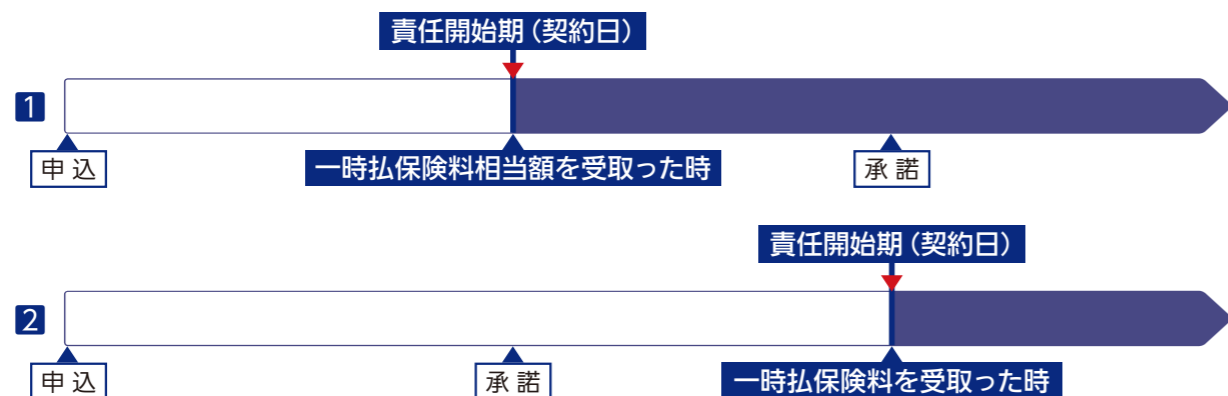 責任開始期（契約日）
1
申込
一時払保険料相当額を受取った時
承諾
責任開始期（契約日）
2
申込
承諾
一時払保険料を受取った時